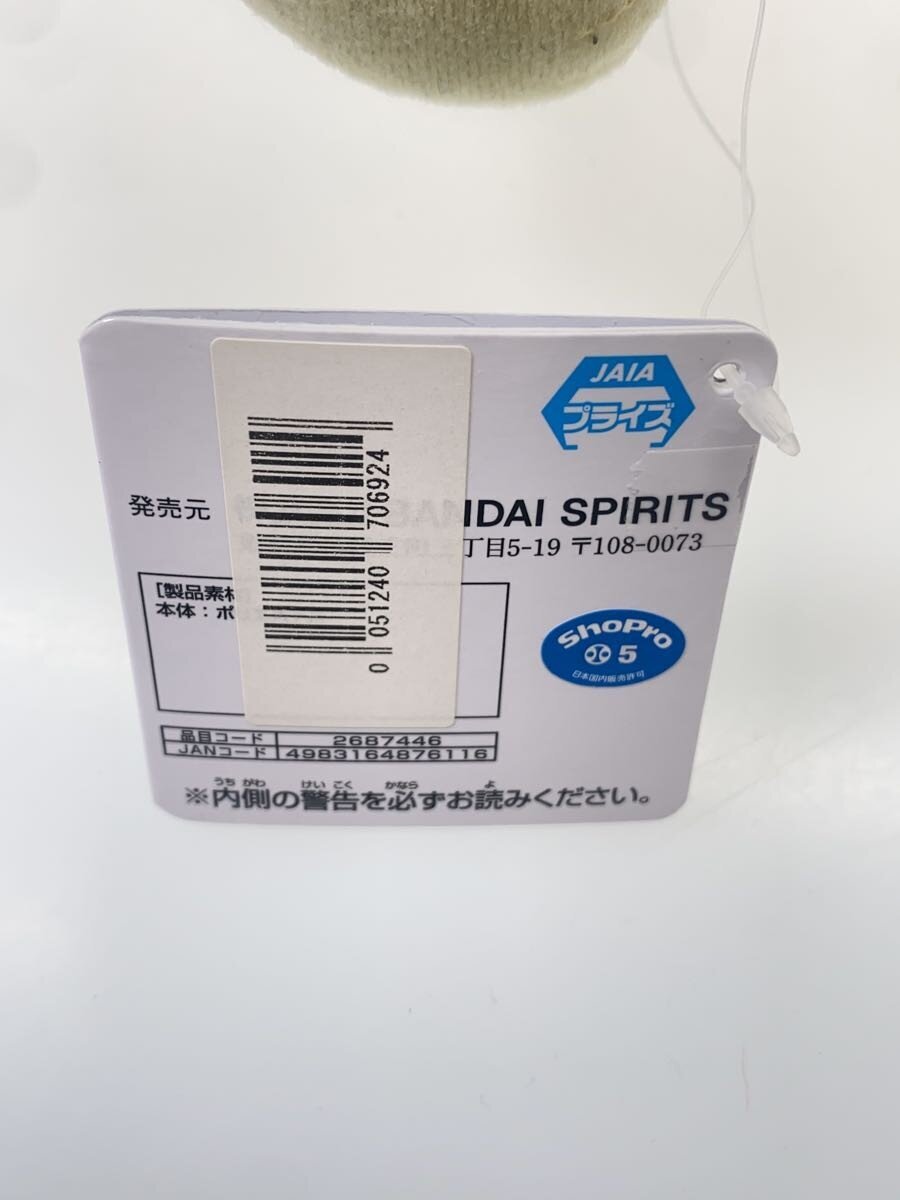 JAIA
プライズ
発売元 BANDAI SPIRITS
丁目5-19 〒108-0073
[製品素材
本体：ポ
0 051240 706924
ShoPro
5
日本国内販売許可
品目コード 2687446
JANコード 4983164876116
うちがわ けいこく かなら よ
※内側の警告を必ずお読みください。